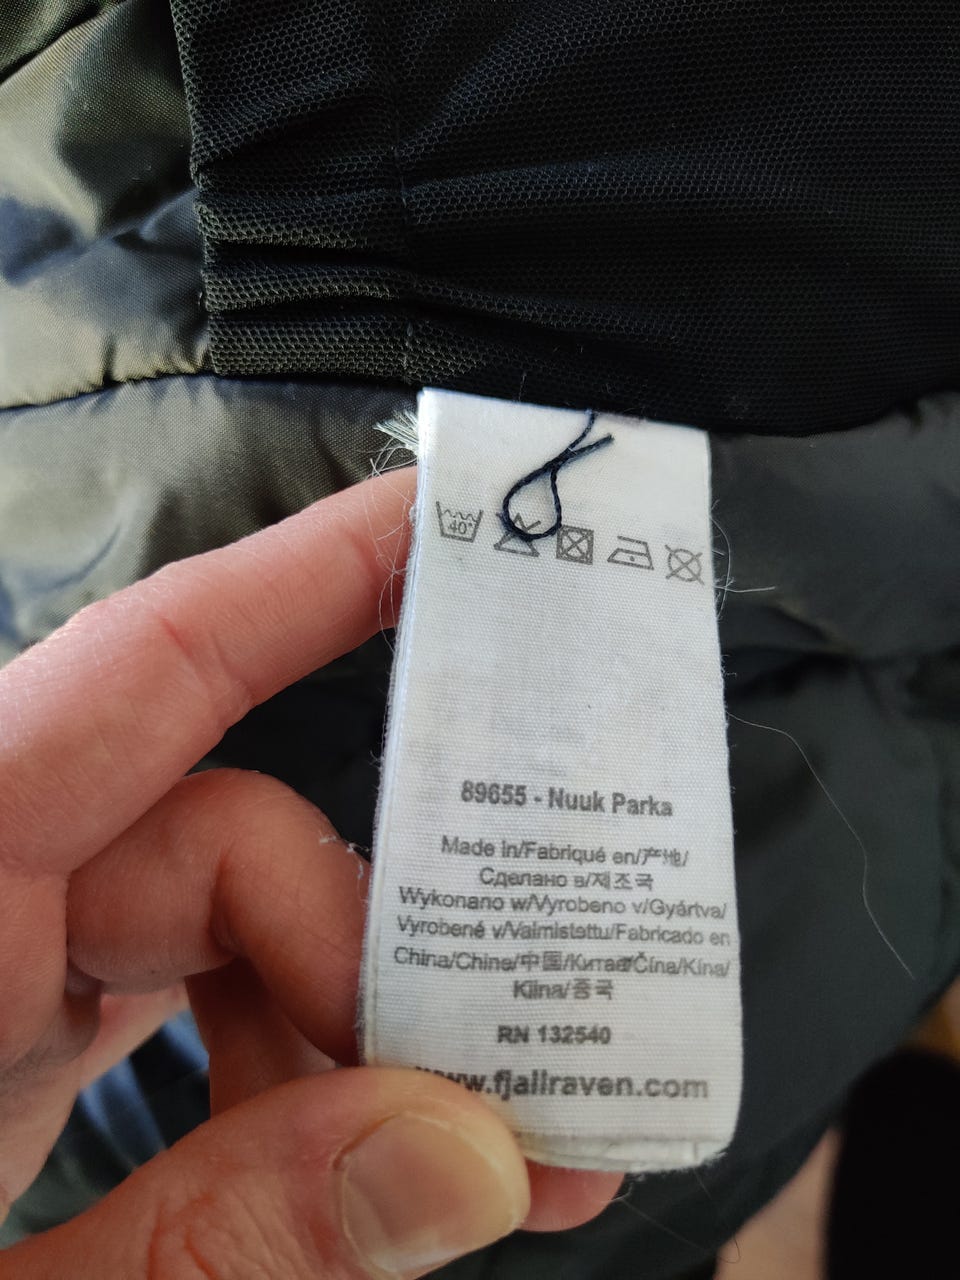 40°
89655 - Nuuk Parka
Made in/Fabriqué en/产地/
Сделано в/제조국
Wykonano w/Vyrobeno v/Gyártva/
Vyrobené v/Valmistettu/Fabricado en
China/Chine/中国/Китай/Čína/Kína/
Kiina/중국
RN 132540
www.fjallraven.com